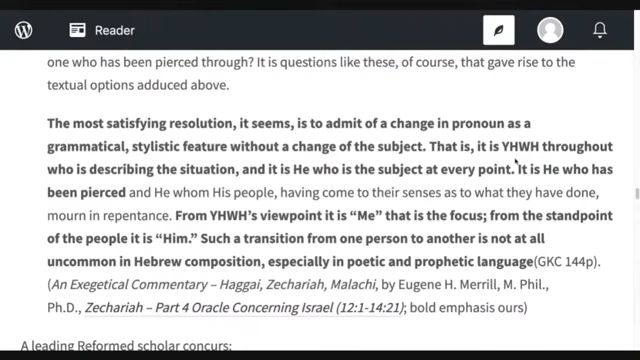 Reader
one who has been pierced through? It is questions like these, of course, that gave rise to the
textual options adduced above.
The most satisfying resolution, it seems, is to admit of a change in pronoun as a
grammatical, stylistic feature without a change of the subject. That is, it is YHWH throughout
who is describing the situation, and it is He who is the subject at every point. It is He who has
been pierced and He whom His people, having come to their senses as to what they have done,
mourn in repentance. From YHWH’s viewpoint it is “Me” that is the focus; from the standpoint
of the people it is “Him.” Such a transition from one person to another is not at all
uncommon in Hebrew composition, especially in poetic and prophetic language(GKC 144p).
(An Exegetical Commentary – Haggai, Zechariah, Malachi, by Eugene H. Merrill, M. Phil.,
Ph.D., Zechariah – Part 4 Oracle Concerning Israel (12:1-14:21); bold emphasis ours)
A leading Reformed scholar concurs: